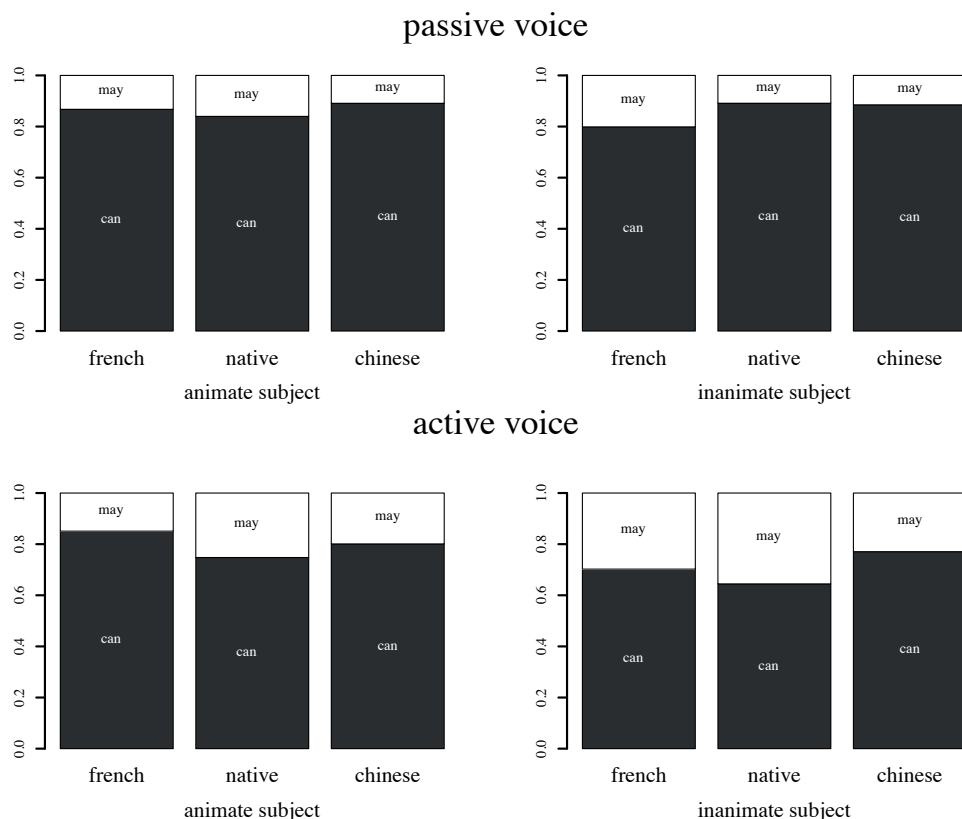 passive voice
1.0 may may may 1.0 may may may
0.8
0.8
0.6
0.6
0.4 can can can 0.4 can can can
0.2
0.2
0.0
0.0
french native chinese french native chinese
animate subject inanimate subject
active voice
1.0 may may may 1.0 may may may
0.8
0.8
0.6
0.6
0.4 can can can 0.4 can can can
0.2
0.2
0.0
0.0
french native chinese french native chinese
animate subject inanimate subject